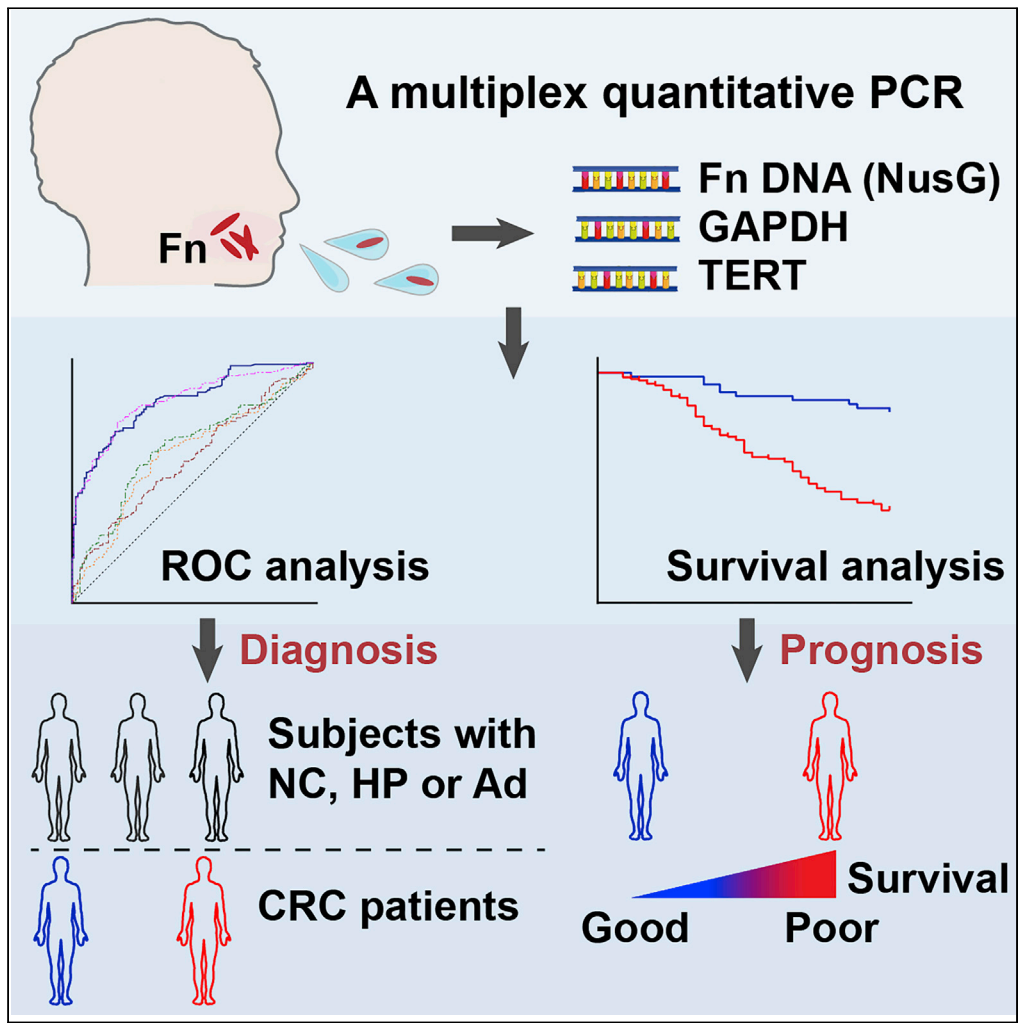 A multiplex quantitative PCR
Fn
Fn DNA (NusG)
GAPDH
TERT
ROC analysis
Survival analysis
Diagnosis
Prognosis
Subjects with
NC, HP or Ad
CRC patients
Survival
Good
Poor